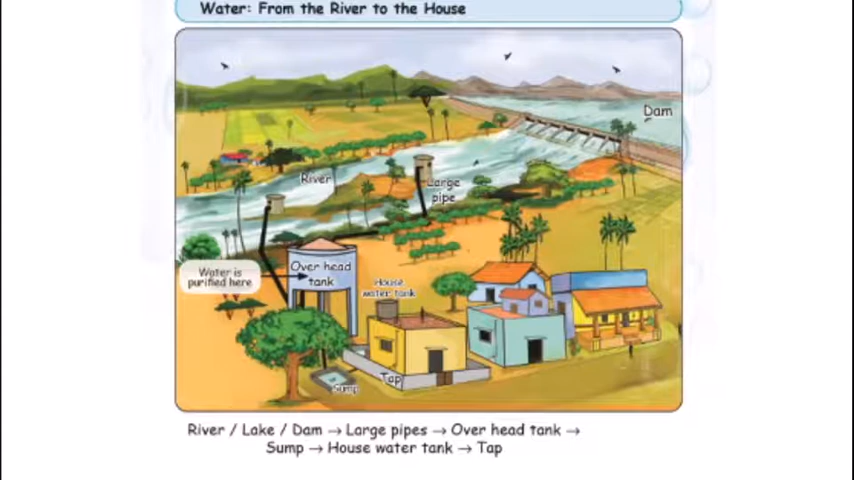 Water: From the River to the House
Dam
River
Large
pipe
Water is
purified here
Over head
tank
House
water tank
Tap
Sump
River / Lake / Dam → Large pipes → Over head tank →
Sump → House water tank → Tap